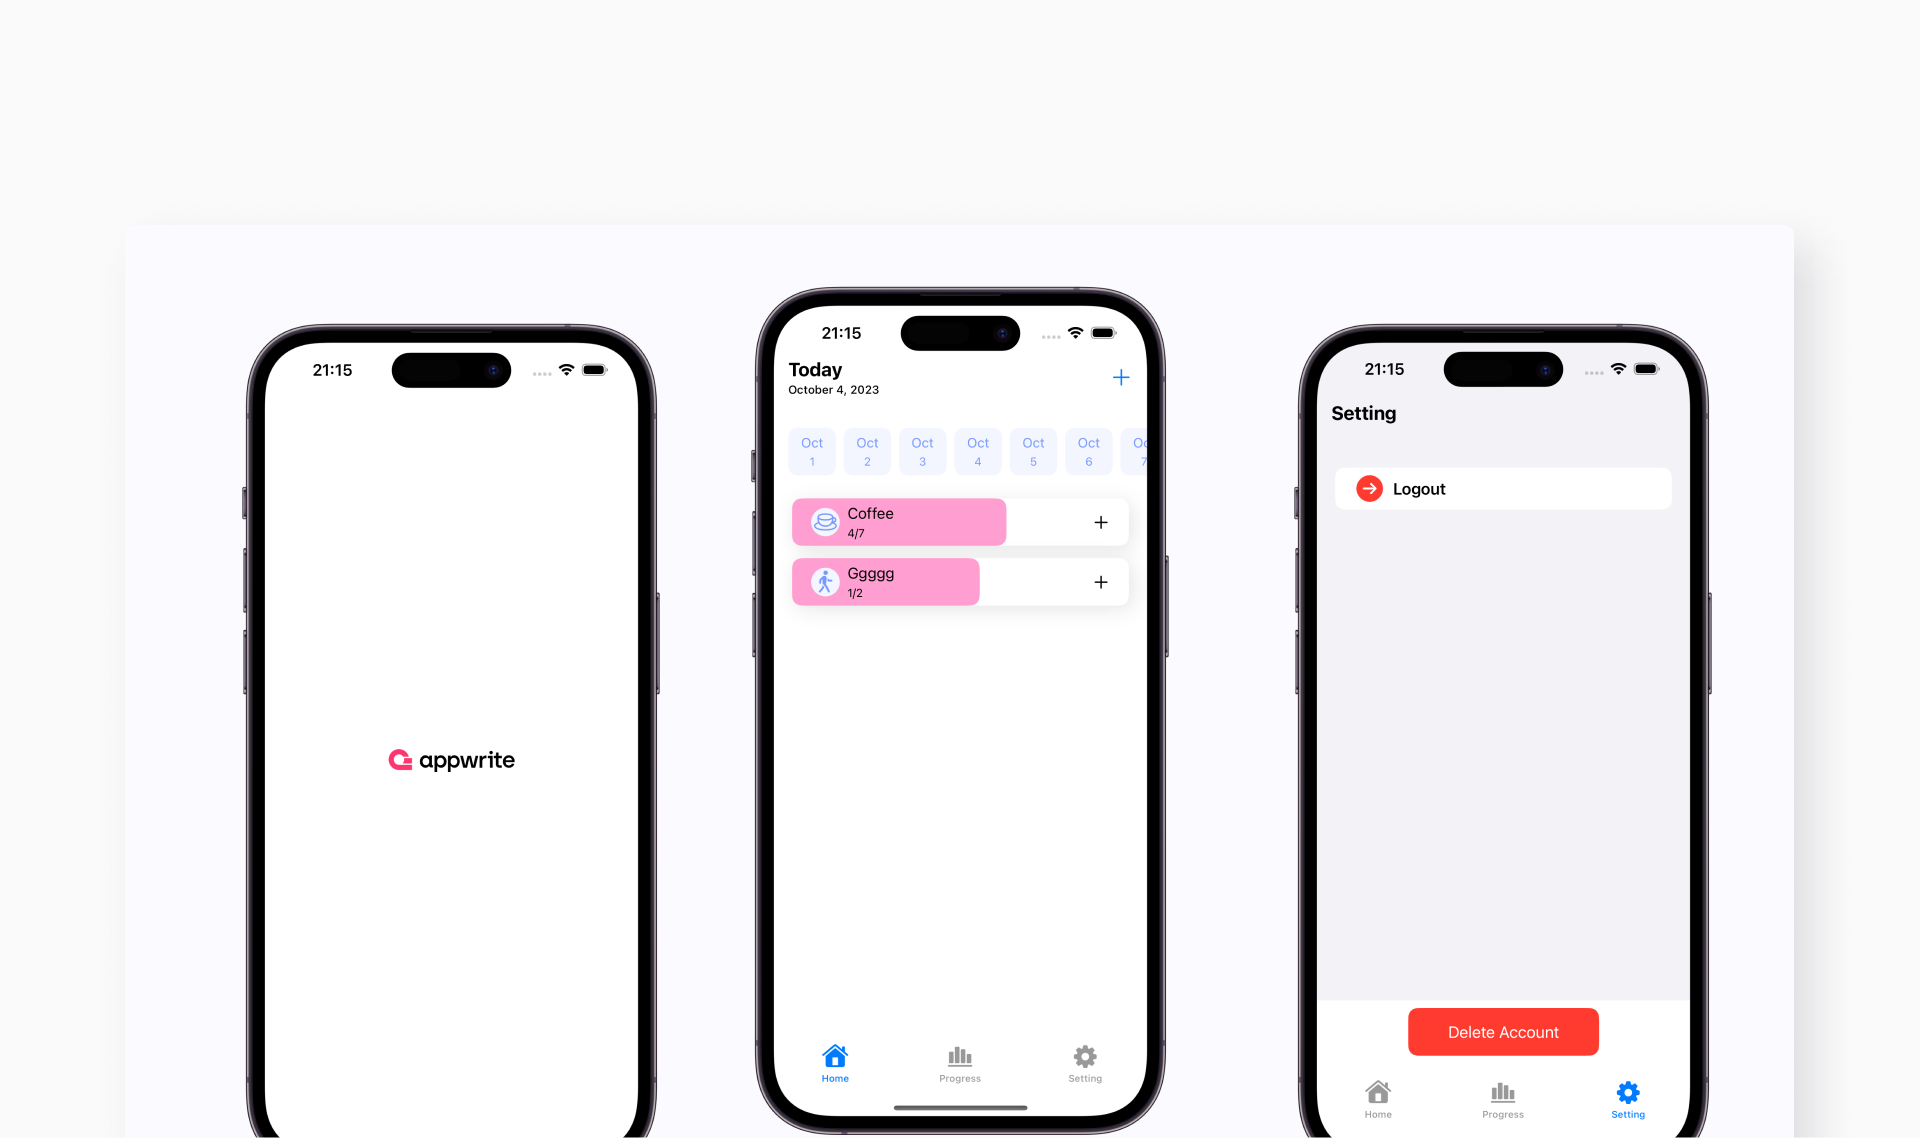 21:15
appwrite
21:15
Today
October 4, 2023
Oct Oct Oct Oct Oct Oct Oc
1 2 3 4 5 6 7
Coffee
4/7
Ggggg
1/2
Home Progress Setting
21:15
Setting
Logout
Delete Account
Home Progress Setting